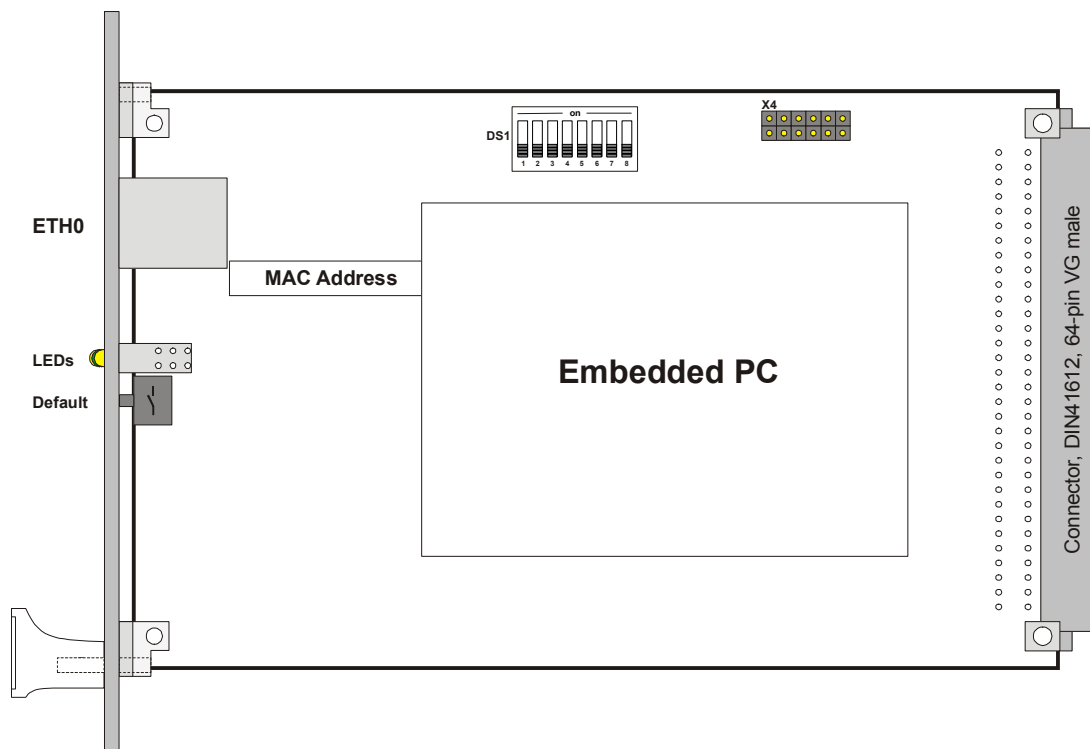 on
X4
DS1
1 2 3 4 5 6 7 8
ETH0
MAC Address
LEDs
Embedded PC
Default
Connector, DIN41612, 64-pin VG male